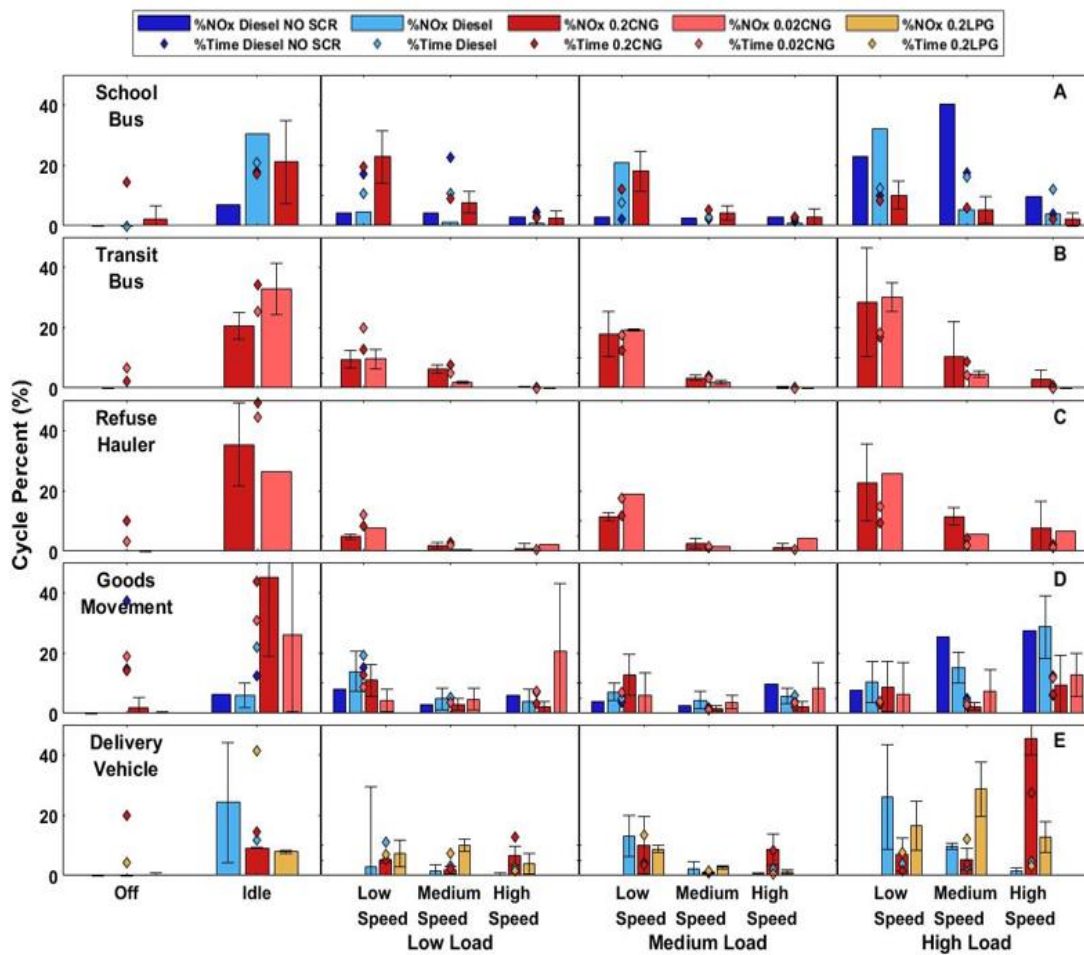 %NOx Diesel NO SCR %NOx Diesel %NOx 0.2CNG %NOx 0.02CNG %NOx 0.2LPG
%Time Diesel NO SCR %Time Diesel %Time 0.2CNG %Time 0.02CNG %Time 0.2LPG
Cycle Percent (%)
School
Bus
A
40
20
0
Transit
Bus
B
40
20
0
Refuse
Hauler
C
40
20
0
Goods
Movement
D
40
20
0
Delivery
Vehicle
E
40
20
0
Off Idle Low Medium High Low Medium High Low Medium High
Speed Speed Speed Speed Speed Speed Speed Speed Speed
Low Load Medium Load High Load